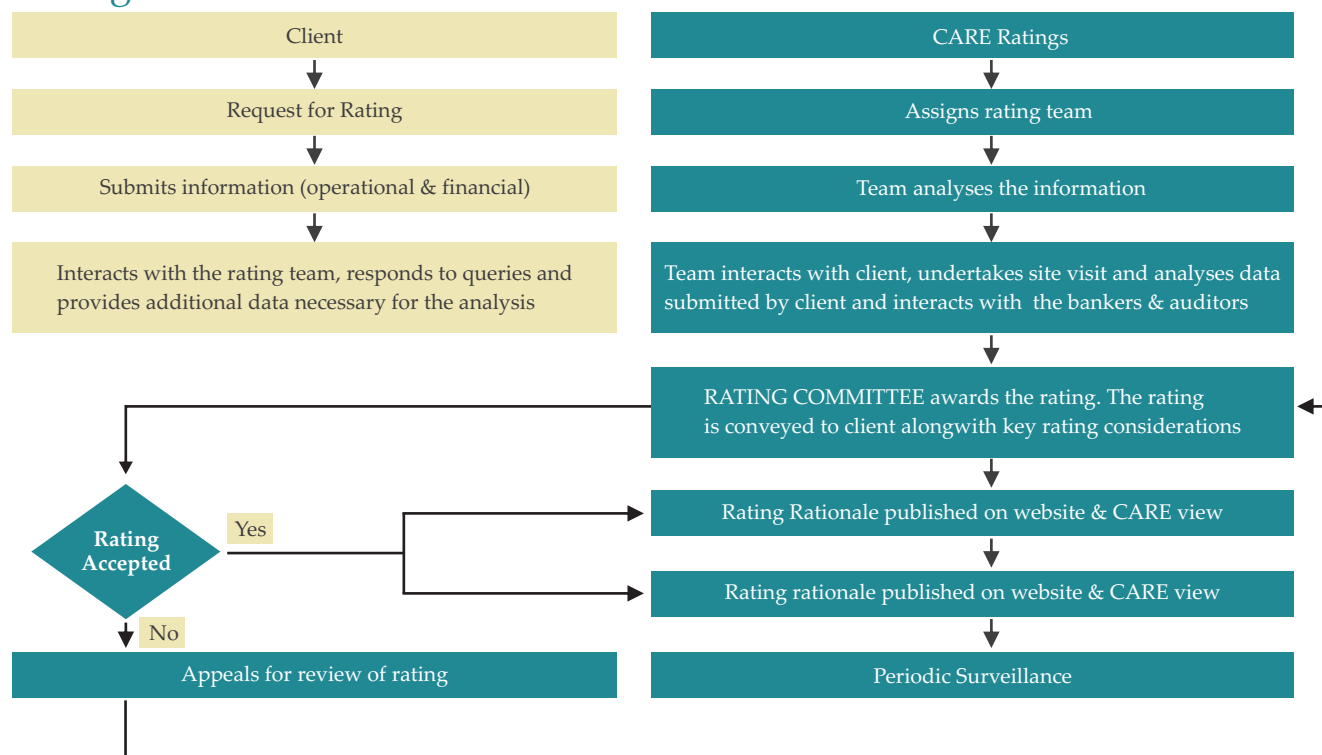 Client
Request for Rating
Submits information (operational & financial)
Interacts with the rating team, responds to queries and
provides additional data necessary for the analysis
CARE Ratings
Assigns rating team
Team analyses the information
Team interacts with client, undertakes site visit and analyses data
submitted by client and interacts with the bankers & auditors
RATING COMMITTEE awards the rating. The rating
is conveyed to client alongwith key rating considerations
Rating
Accepted
Yes
No
Rating Rationale published on website & CARE view
Rating rationale published on website & CARE view
Appeals for review of rating
Periodic Surveillance